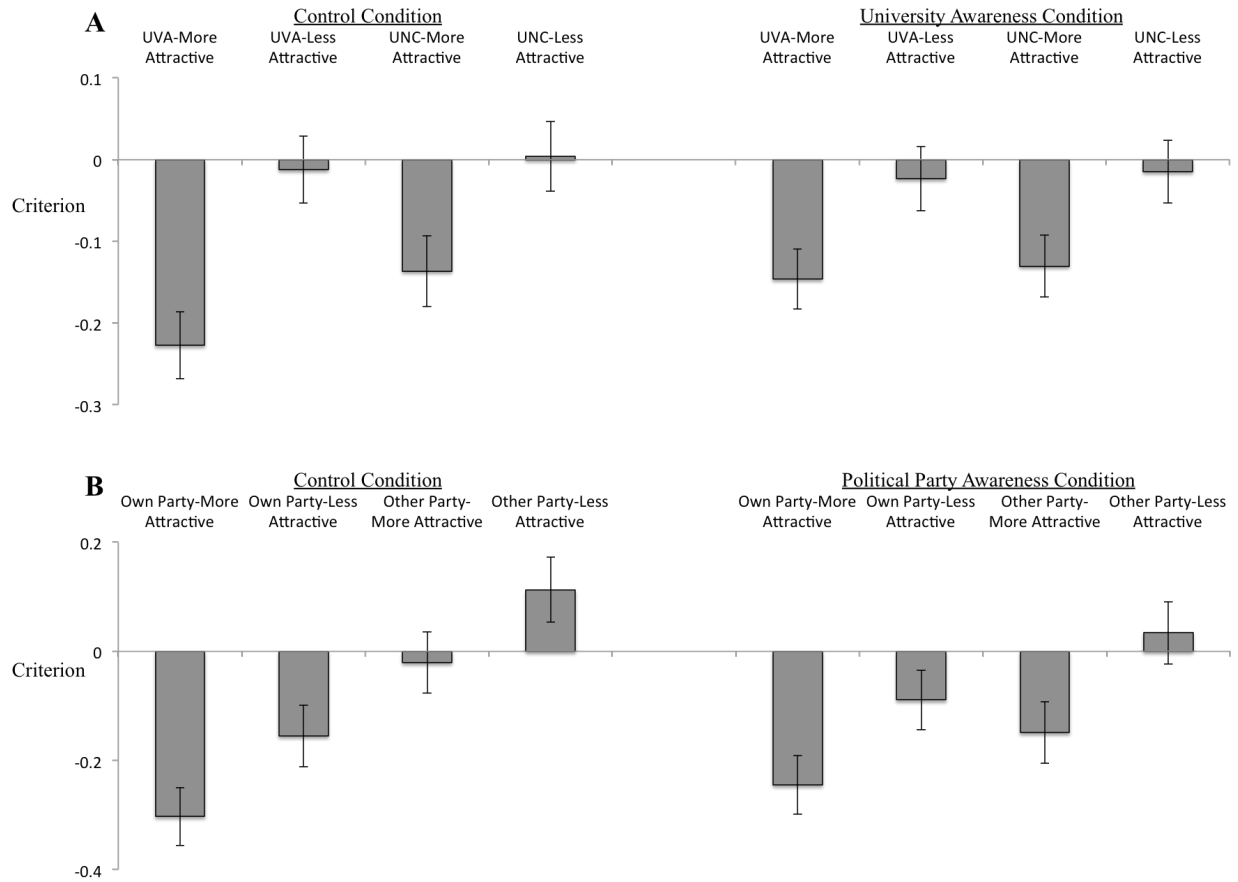 A
Control Condition
University Awareness Condition
UVA-More
Attractive
UVA-Less
Attractive
UNC-More
Attractive
UNC-Less
Attractive
UVA-More
Attractive
UVA-Less
Attractive
UNC-More
Attractive
UNC-Less
Attractive
0.1
0
-0.1
-0.2
-0.3
Criterion
B
Control Condition
Political Party Awareness Condition
Own Party-More
Attractive
Own Party-Less
Attractive
Other Party-
More Attractive
Other Party-Less
Attractive
Own Party-More
Attractive
Own Party-Less
Attractive
Other Party-
More Attractive
Other Party-Less
Attractive
0.2
0
-0.2
-0.4
Criterion